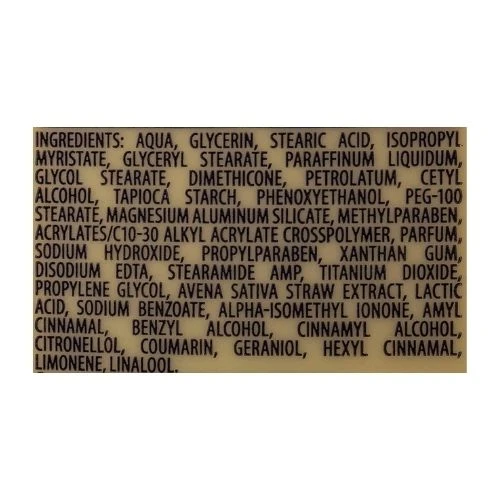 INGREDIENTS: AQUA, GLYCERIN, STEARIC ACID, ISOPROPYL
MYRISTATE, GLYCERYL STEARATE, PARAFFINUM LIQUIDUM,
GLYCOL STEARATE, DIMETHICONE, PETROLATUM, CETYL
ALCOHOL, TAPIOCA STARCH, PHENOXYETHANOL, PEG-100
STEARATE, MAGNESIUM ALUMINUM SILICATE, METHYLPARABEN,
ACRYLATES/C10-30 ALKYL ACRYLATE CROSSPOLYMER, PARFUM,
SODIUM HYDROXIDE, PROPYLPARABEN, XANTHAN GUM,
DISODIUM EDTA, STEARAMIDE AMP, TITANIUM DIOXIDE,
PROPYLENE GLYCOL, AVENA SATIVA STRAW EXTRACT, LACTIC
ACID, SODIUM BENZOATE, ALPHA-ISOMETHYL IONONE, AMYL
CINNAMAL, BENZYL ALCOHOL, CINNAMYL ALCOHOL,
CITRONELLOL, COUMARIN, GERANIOL, HEXYL CINNAMAL,
LIMONENE, LINALOOL.